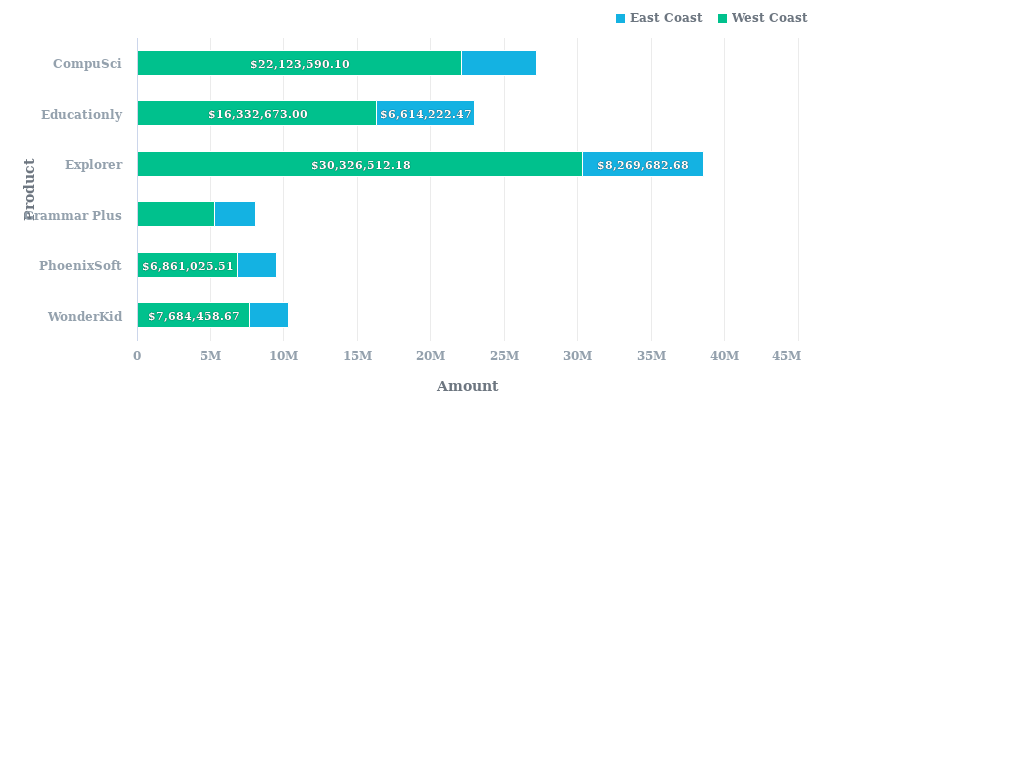 East Coast West Coast
CompuSci $22,123,590.10
Educationly $16,332,673.00 $6,614,222.47
Explorer $30,326,512.18 $8,269,682.68
Product
Grammar Plus
PhoenixSoft $6,861,025.51
WonderKid $7,684,458.67
0 5M 10M 15M 20M 25M 30M 35M 40M 45M
Amount